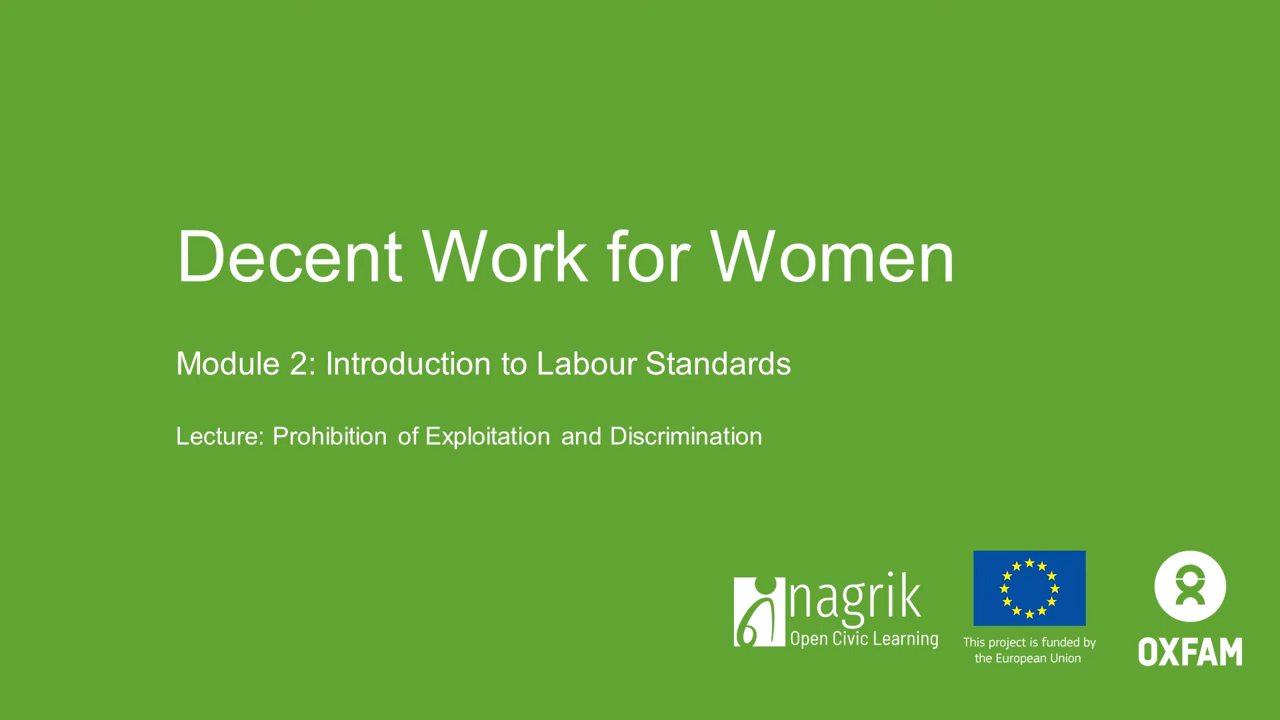 Decent Work for Women
Module 2: Introduction to Labour Standards
Lecture: Prohibition of Exploitation and Discrimination
nagrik
Open Civic Learning
This project is funded by
the European Union
OXFAM